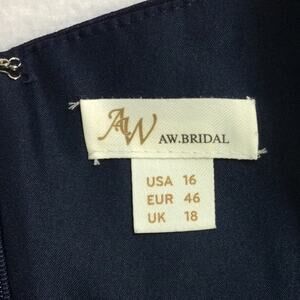 AW AW.BRIDAL
USA 16
EUR 46
UK 18